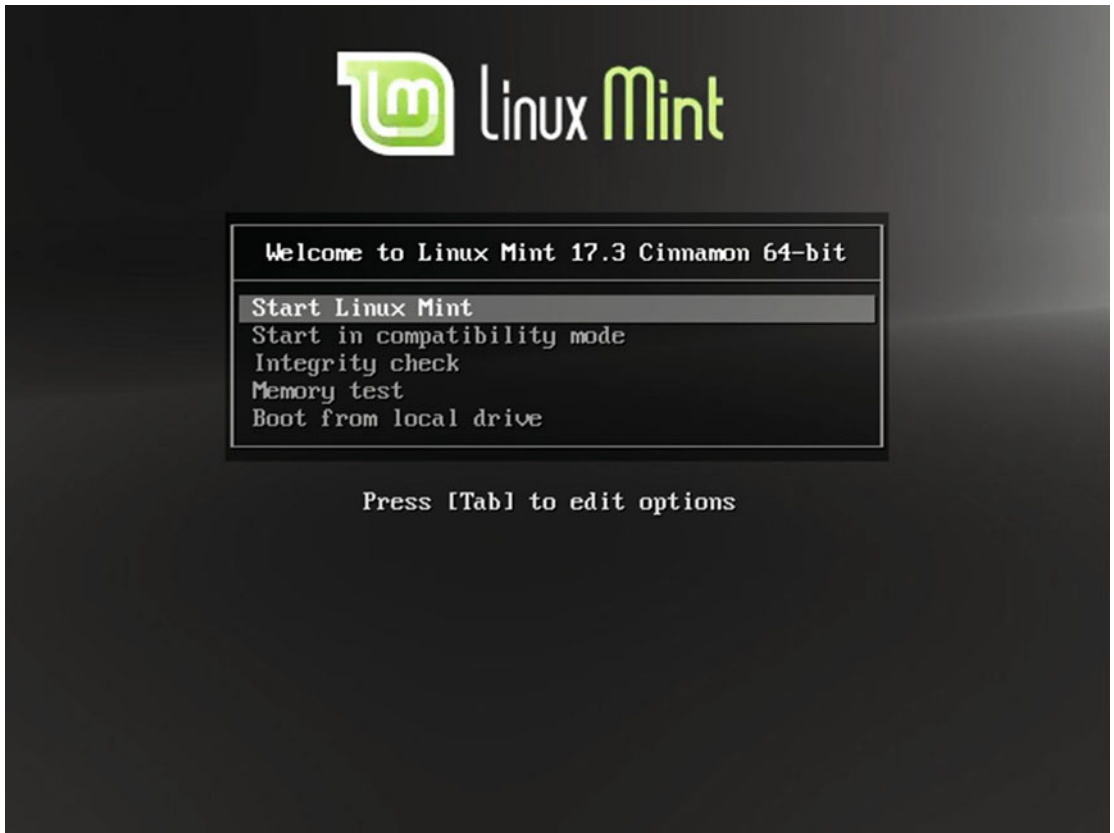 lm Linux Mint
Welcome to Linux Mint 17.3 Cinnamon 64-bit
Start Linux Mint
Start in compatibility mode
Integrity check
Memory test
Boot from local drive
Press [Tab] to edit options